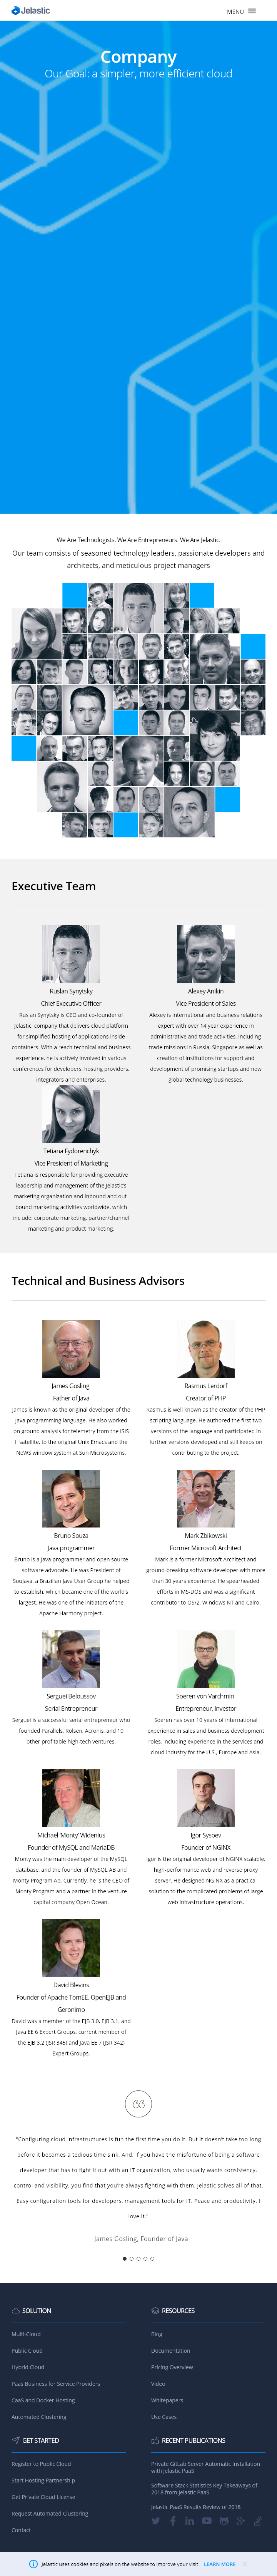 Jelastic
MENU
Company
Our Goal: a simpler, more efficient cloud
We Are Technologists. We Are Entrepreneurs. We Are Jelastic.
Our team consists of seasoned technology leaders, passionate developers and
architects, and meticulous project managers
Executive Team
Ruslan Synytsky
Chief Executive Officer
Ruslan Synytsky is CEO and co-founder of
Jelastic, company that delivers cloud platform
for simplified hosting of applications inside
containers. With a reach technical and business
experience, he is actively involved in various
conferences for developers, hosting providers,
integrators and enterprises.
Alexey Anikin
Vice President of Sales
Alexey is international and business relations
expert with over 14 year experience in
administrative and trade activities, including
trade missions in Russia, Singapore as well as
creation of institutions for support and
development of promising startups and new
global technology businesses.
Tetiana Fydorenchyk
Vice President of Marketing
Tetiana is responsible for providing executive
leadership and management of the Jelastic's
marketing organization and inbound and out-
bound marketing activities worldwide, which
include: corporate marketing, partner/channel
marketing and product marketing.
Technical and Business Advisors
James Gosling
Father of Java
James is known as the original developer of the
Java programming language. He also worked
on ground analysis for telemetry from the ISIS
II satellite, to the original Unix Emacs and the
NeWS window system at Sun Microsystems.
Rasmus Lerdorf
Creator of PHP
Rasmus is well known as the creator of the PHP
scripting language. He authored the first two
versions of the language and participated in
further versions developed and still keeps on
contributing to the project.
Bruno Souza
Java programmer
Bruno is a Java programmer and open source
software advocate. He was President of
SouJava, a Brazilian Java User Group he helped
to establish, which became one of the world's
largest. He was one of the initiators of the
Apache Harmony project.
Mark Zbikowski
Former Microsoft Architect
Mark is a former Microsoft Architect and
ground-breaking software developer with more
than 30 years experience. He spearheaded
efforts in MS-DOS and was a significant
contributor to OS/2, Windows NT and Cairo.
Serguei Beloussov
Serial Entrepreneur
Serguei is a successful serial entrepreneur who
founded Parallels, Rolsen, Acronis, and 10
other profitable high-tech ventures.
Soeren von Varchmin
Entrepreneur, Investor
Soeren has over 10 years of international
experience in sales and business development
roles, including experience in the services and
cloud industry for the U.S., Europe and Asia.
Michael 'Monty' Widenius
Founder of MySQL and MariaDB
Monty was the main developer of the MySQL
database, and the founder of MySQL AB and
Monty Program Ab. Currently, he is the CEO of
Monty Program and a partner in the venture
capital company Open Ocean.
Igor Sysoev
Founder of NGINX
Igor is the original developer of NGINX scalable,
high-performance web and reverse proxy
server. He designed NGINX as a practical
solution to the complicated problems of large
web infrastructure operations.
David Blevins
Founder of Apache TomEE, OpenEJB and
Geronimo
David was a member of the EJB 3.0, EJB 3.1, and
Java EE 6 Expert Groups, current member of
the EJB 3.2 (JSR 345) and Java EE 7 (JSR 342)
Expert Groups.
"Configuring cloud infrastructures is fun the first time you do it. But it doesn't take too long
before it becomes a tedious time sink. And, if you have the misfortune of being a software
developer that has to fight it out with an IT organization, who usually wants consistency,
control and visibility, you find that you're always fighting with them. Jelastic solves all of that.
Easy configuration tools for developers, management tools for IT. Peace and productivity. I
love it."
~ James Gosling, Founder of Java
SOLUTION
Multi-Cloud
Public Cloud
Hybrid Cloud
Paas Business for Service Providers
CaaS and Docker Hosting
Automated Clustering
RESOURCES
Blog
Documentation
Pricing Overview
Video
Whitepapers
Use Cases
GET STARTED
Register to Public Cloud
Start Hosting Partnership
Get Private Cloud License
Request Automated Clustering
Contact
RECENT PUBLICATIONS
Private GitLab Server Automatic Installation
with Jelastic PaaS
Software Stack Statistics Key Takeaways of
2018 from Jelastic PaaS
Jelastic PaaS Results Review of 2018
Jelastic uses cookies and pixels on the website to improve your visit LEARN MORE